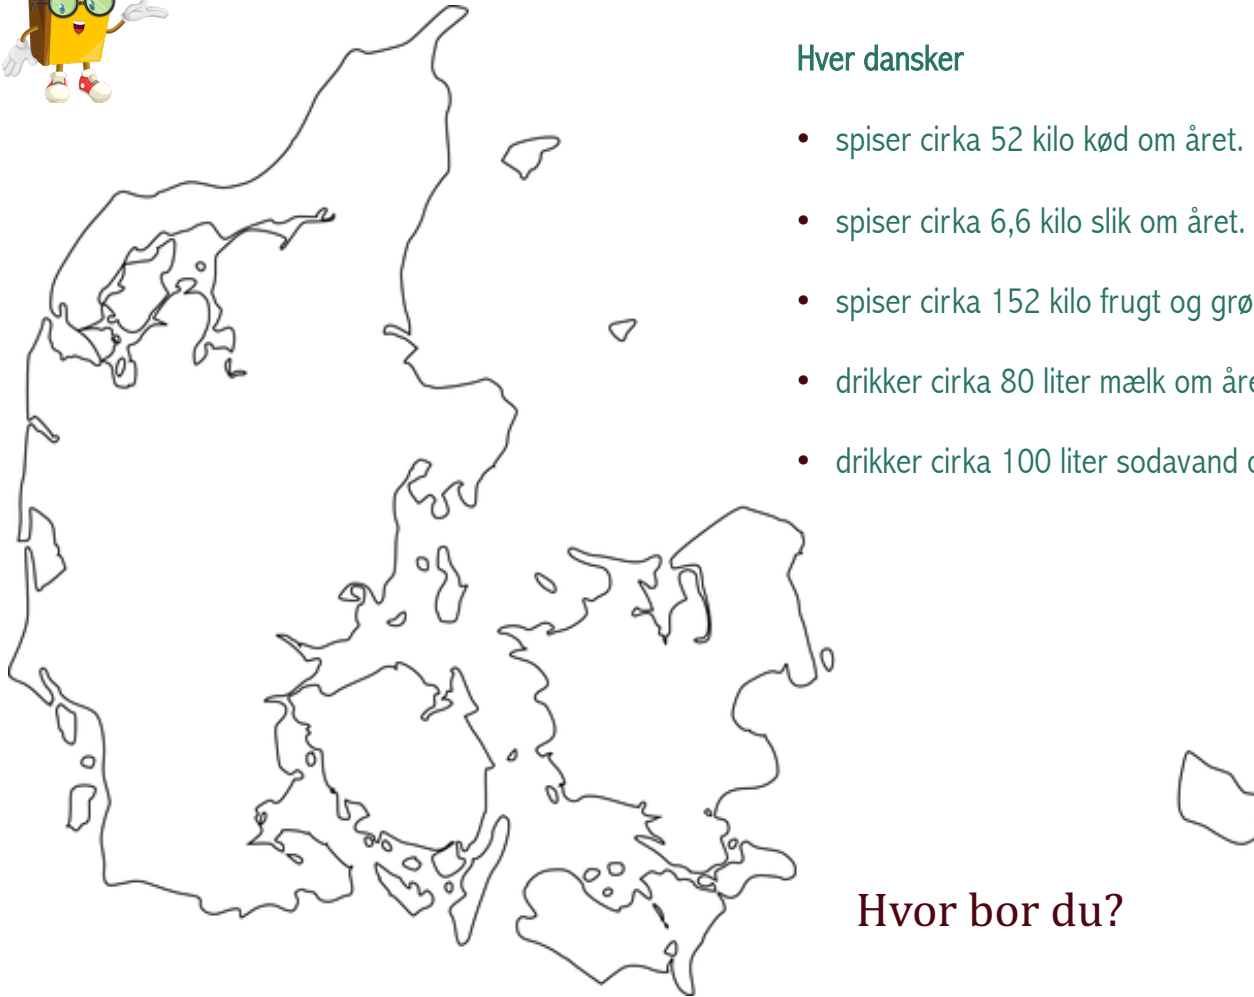 Hver dansker
• spiser cirka 52 kilo kød om året.
• spiser cirka 6,6 kilo slik om året.
• spiser cirka 152 kilo frugt og
• drikker cirka 80 liter mælk om
• drikker cirka 100 liter sodavand
Hvor bor du?